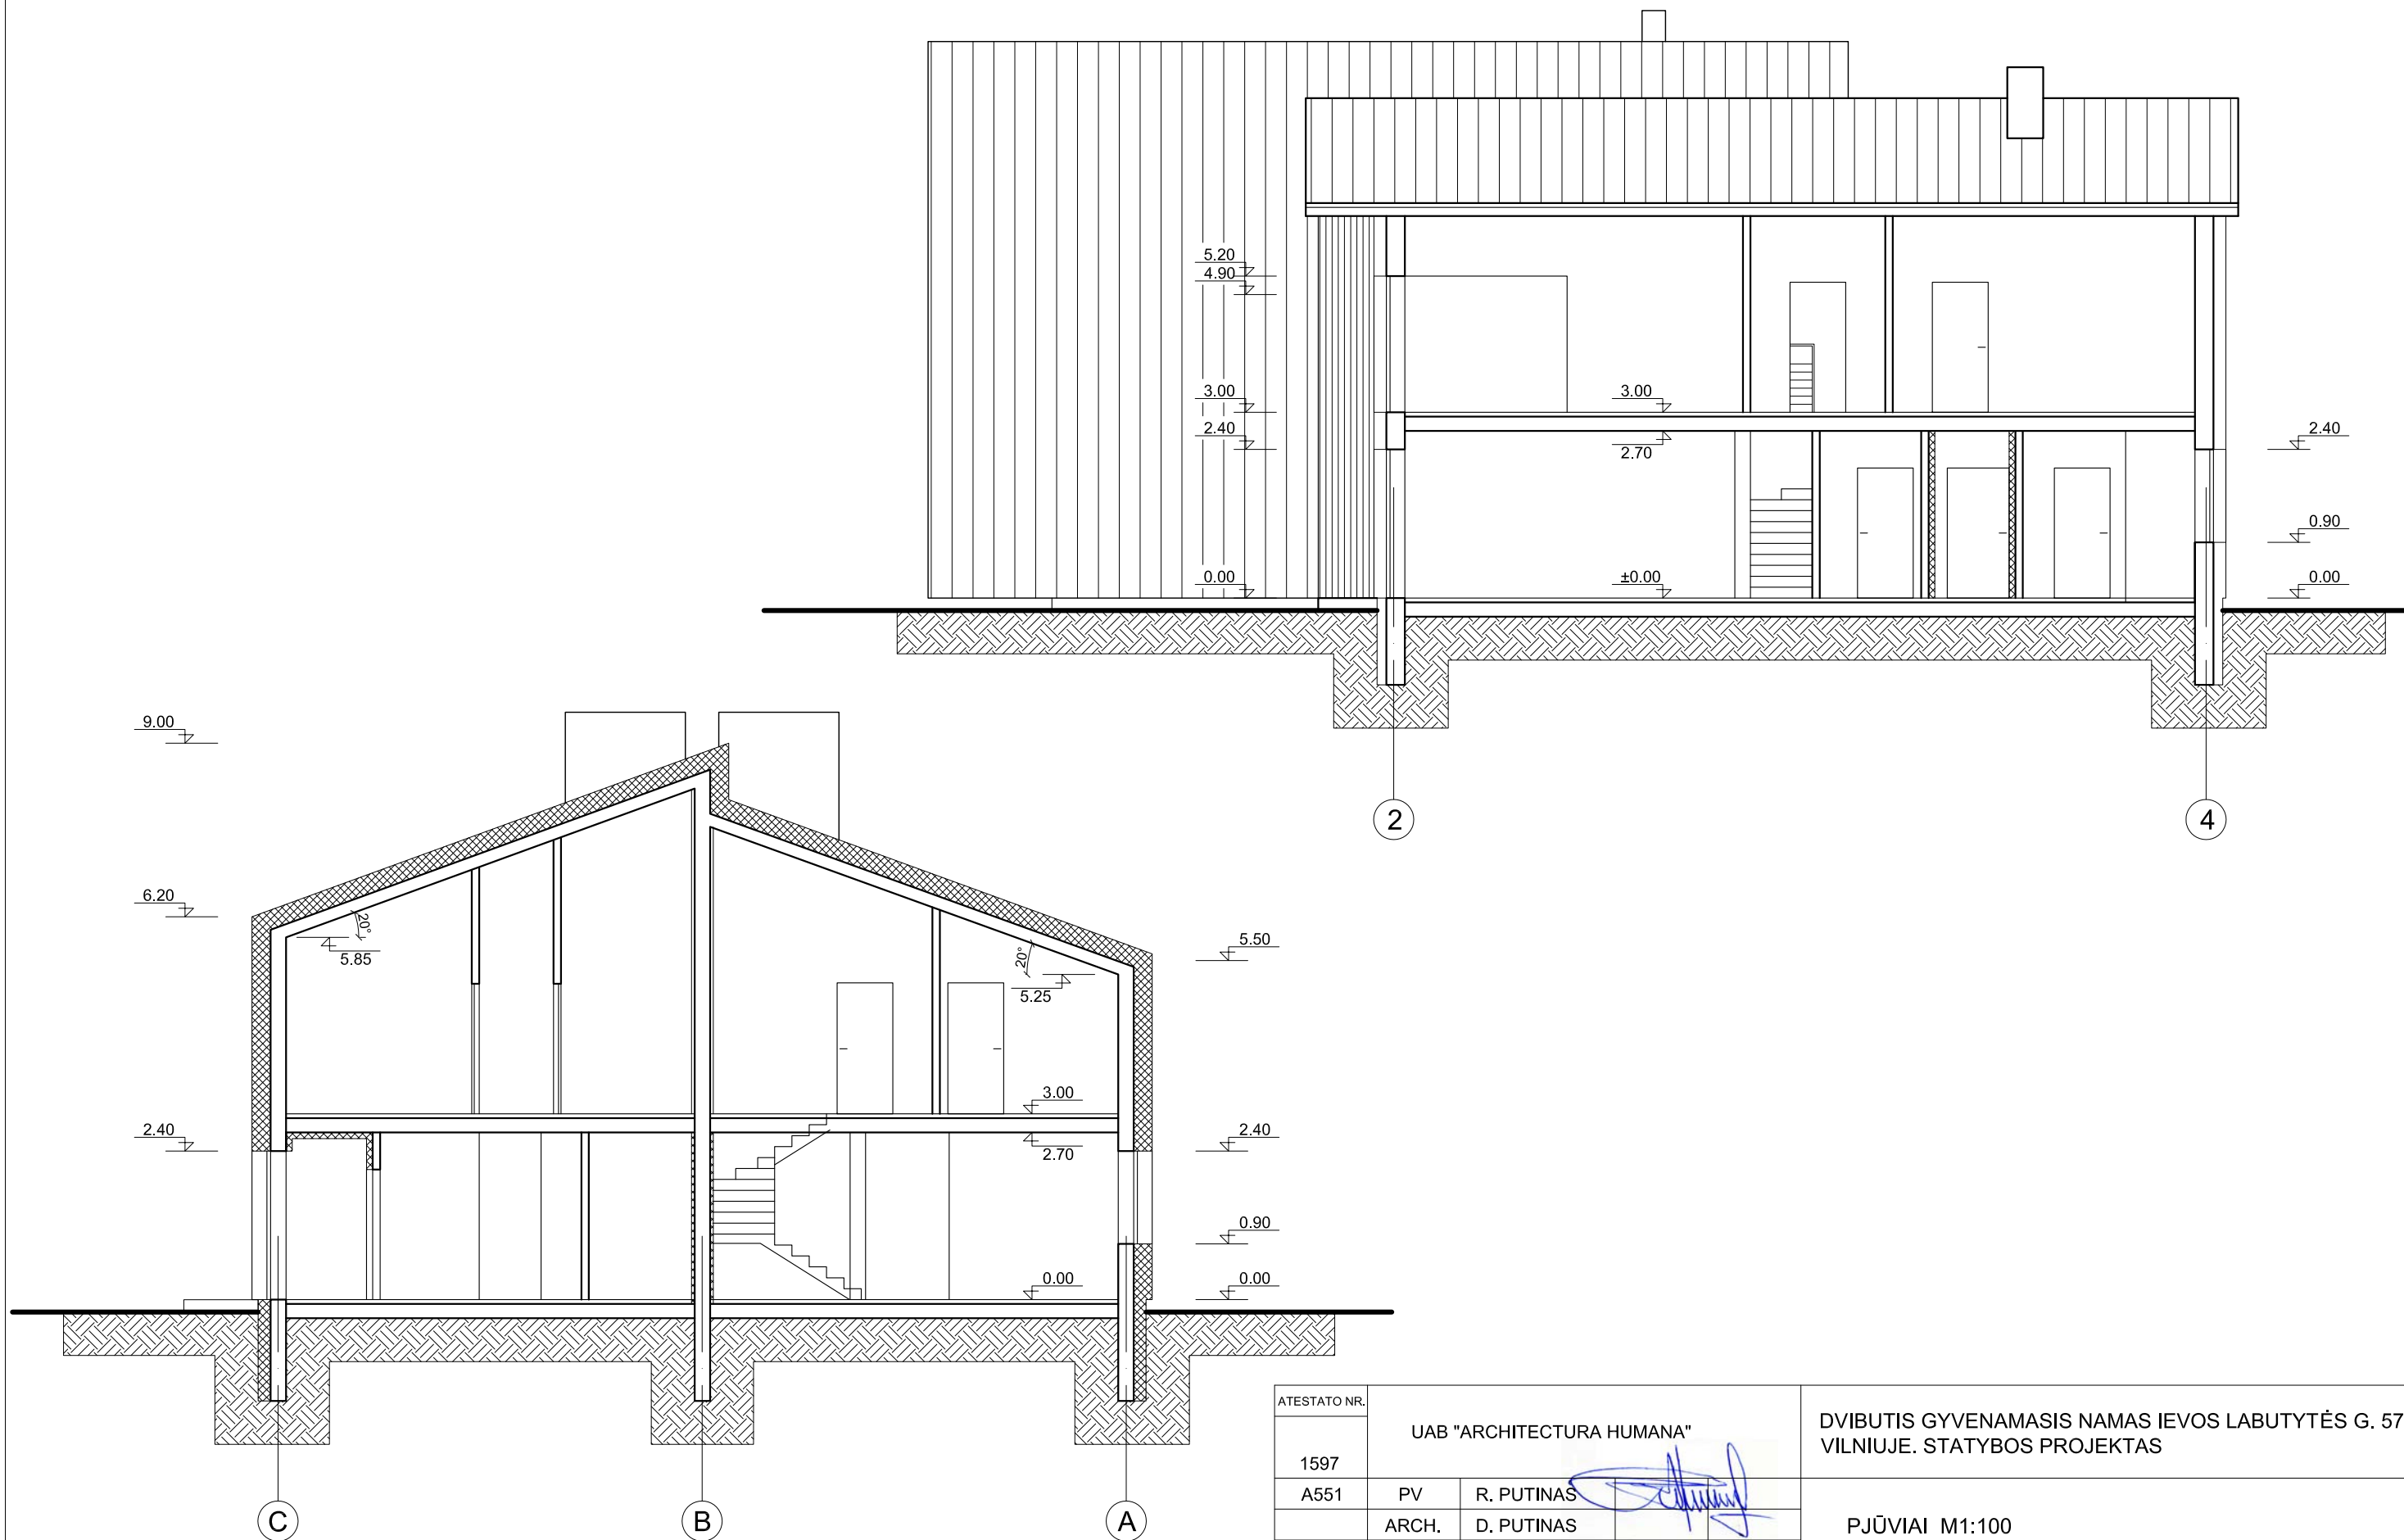 5.20
4.90
3.00
2.40
0.00
3.00
2.70
±0.00
2.40
0.90
0.00
2
4
9.00
6.20
2.40
20°
5.85
20°
5.25
3.00
2.70
0.00
5.50
2.40
0.90
0.00
C
B
A
ATESTATO NR.
1597
UAB "ARCHITECTURA HUMANA"
DVIBUTIS GYVENAMASIS NAMAS IEVOS LABUTYTĖS G. 57
VILNIUJE. STATYBOS PROJEKTAS
A551 PV R. PUTINAS
ARCH. D. PUTINAS
PJŪVIAI M1:100